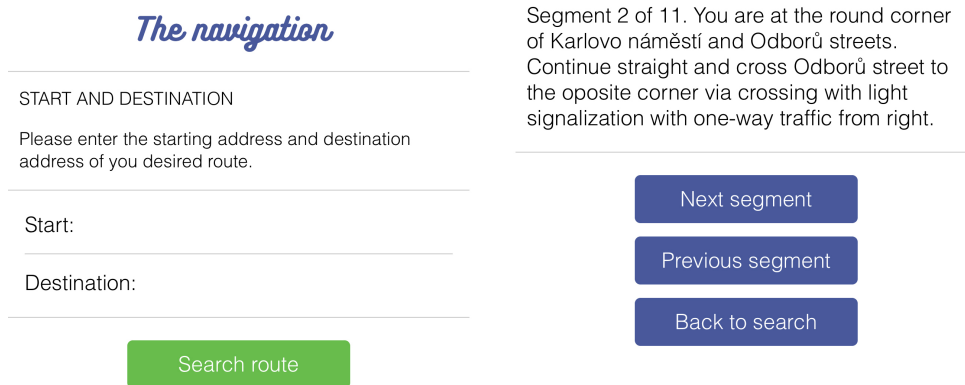 The navigation
START AND DESTINATION
Please enter the starting address and destination
address of you desired route.
Start:
Destination:
Search route
Segment 2 of 11. You are at the round corner
of Karlovo náměstí and Odborů streets.
Continue straight and cross Odborů street to
the oposite corner via crossing with light
signalization with one-way traffic from right.
Next segment
Previous segment
Back to search